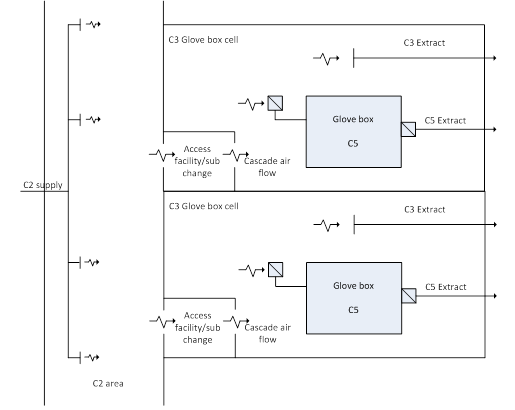 C3 Glove box cell
C3 Extract
Glove box
C5
C5 Extract
Access
facility/sub
change
Cascade air
flow
C2 supply
C3 Glove box cell
C3 Extract
Glove box
C5
C5 Extract
Access
facility/sub
change
Cascade air
flow
C2 area